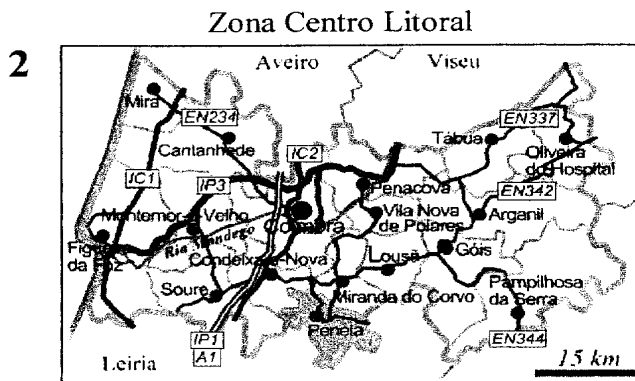 Zona Centro Litoral
2
Aveiro
Viseu
Mira
EN234
EN337
Cantanhede
IC2
Tábua
Oliveira
do Hospital
IC1
IP3
Penacova
EN342
Montemor-o-Velho
Vila Nova
de Poiares
Arganil
Rio Mondego
Coimbra
Figueira
da Foz
Góis
Condeixa-a-Nova
Lousã
Soure
Miranda do Corvo
Pampilhosa
da Serra
Penela
IP1
A1
EN344
Leiria
15 km